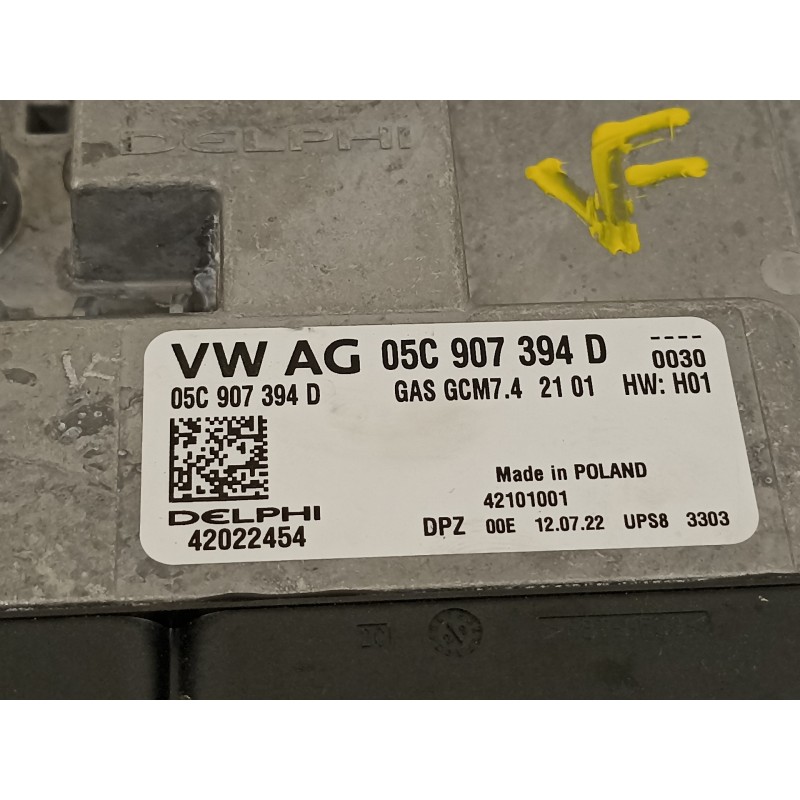 DELPHI
VF
VF
VW AG 05C 907 394 D ----
0030
05C 907 394 D GAS GCM7.4 21 01 HW: H01
Made in POLAND
42101001
DELPHI
42022454
DPZ 00E 12.07.22 UPS8 3303